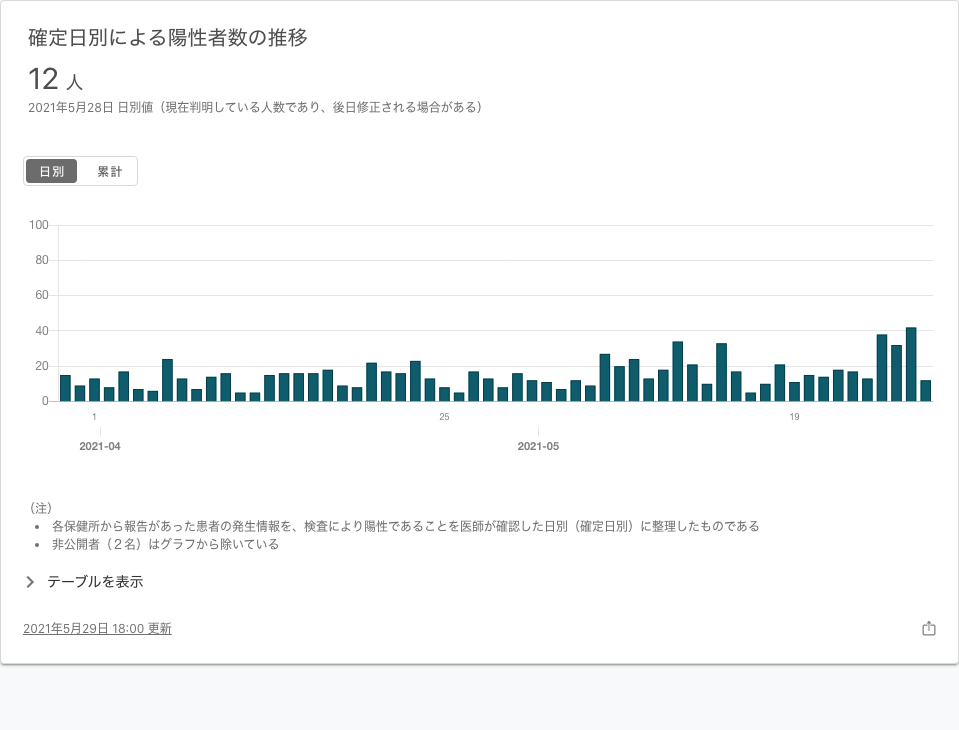 確定日別による陽性者数の推移
12 人
2021年5月28日 日別値（現在判明している人数であり、後日修正される場合がある）
日別 累計
100
80
60
40
20
0
1 25 19
2021-04 2021-05
（注）
• 各保健所から報告があった患者の発生情報を、検査により陽性であることを医師が確認した日別（確定日別）に整理したものである
• 非公開者（２名）はグラフから除いている
テーブルを表示
2021年5月29日 18:00 更新